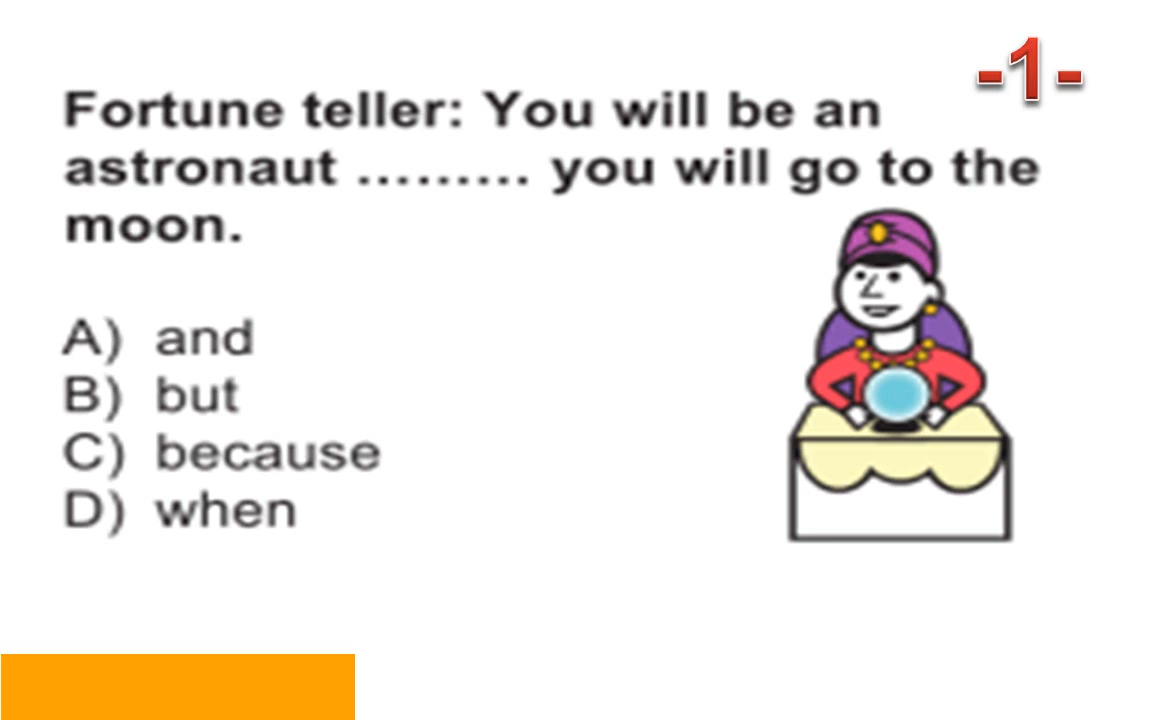 -1-
Fortune teller: You will be an
astronaut ......... you will go to the
moon.
A) and
B) but
C) because
D) when